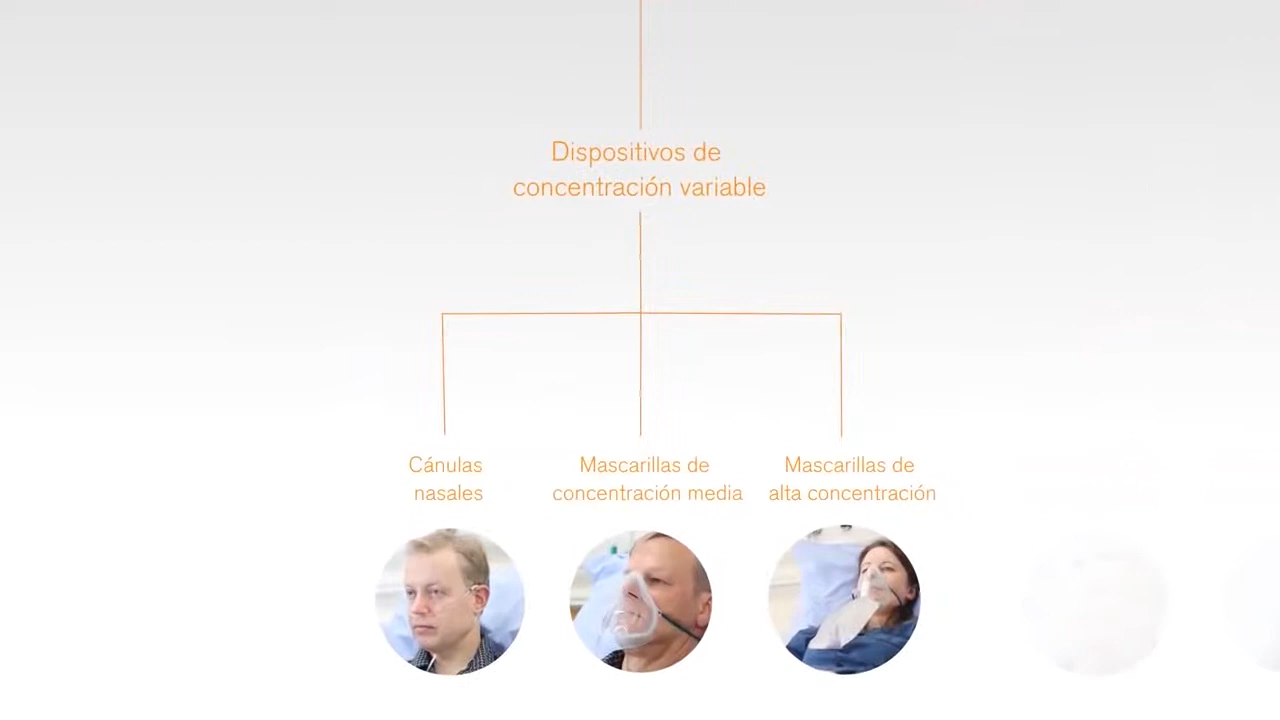 Dispositivos de
concentración variable
Cánulas
nasales
Mascarillas de
concentración media
Mascarillas de
alta concentración